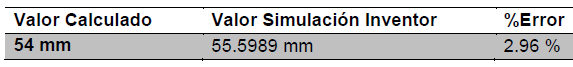 Valor Calculado Valor Simulación Inventor %Error
54 mm 55.5989 mm 2.96 %